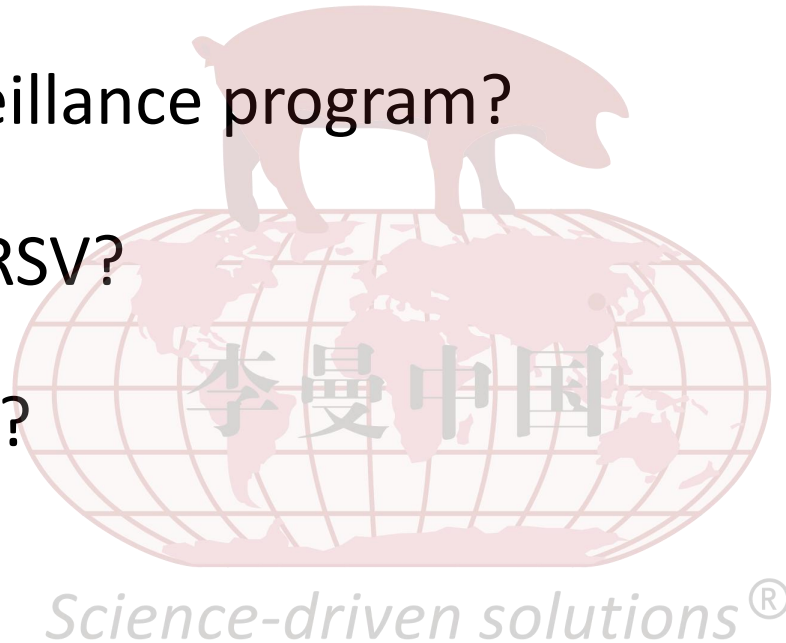 eillance program?
RSV?
?
李曼中国
Science-driven solutions®